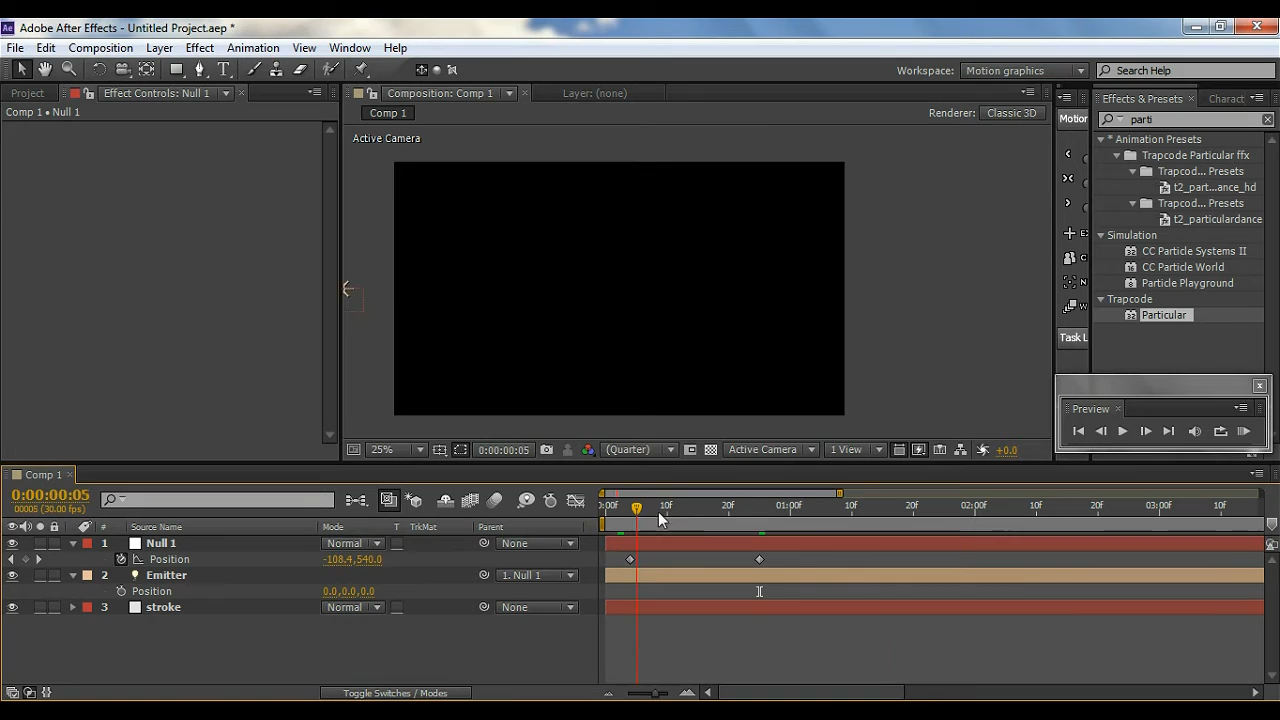 Adobe After Effects - Untitled Project.aep *
File Edit Composition Layer Effect Animation View Window Help
Workspace: Motion graphics Search Help
Project Effect Controls: Null 1 Composition: Comp 1 Layer: (none) Effects & Presets Charact
Comp 1 • Null 1 Comp 1 Renderer: Classic 3D Motion parti
Active Camera
* Animation Presets
Trapcode Particular ffx
Trapcod... Presets
t2_part...ance_hd
Trapcod... Presets
t2_particulardance
Simulation
CC Particle Systems II
CC Particle World
Particle Playground
Trapcode
Particular
Task L
Preview
25% 0:00:00:05 (Quarter) Active Camera 1 View +0.0
Comp 1
0:00:00:05
00005 (30.00 fps)
:00f 10f 20f 01:00f 10f 20f 02:00f 10f 20f 03:00f 10f
# Source Name Mode T TrkMat Parent
1 Null 1 Normal None
Position -108.4,540.0
2 Emitter 1. Null 1
Position 0.0,0.0,0.0
3 stroke Normal None
Toggle Switches / Modes